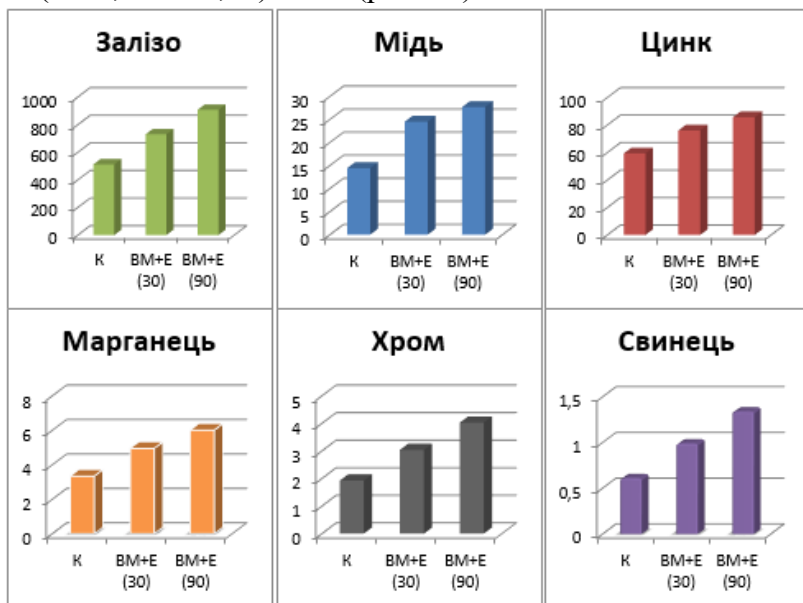 Залізо
1000
800
600
400
200
0
К
ВМ+Е
(30)
ВМ+Е
(90)
Мідь
30
25
20
15
10
5
0
К
ВМ+Е
(30)
ВМ+Е
(90)
Цинк
100
80
60
40
20
0
К
ВМ+Е
(30)
ВМ+Е
(90)
Марганець
8
6
4
2
0
К
ВМ+Е
(30)
ВМ+Е
(90)
Хром
5
4
3
2
1
0
К
ВМ+Е
(30)
ВМ+Е
(90)
Свинець
1,5
1
0,5
0
К
ВМ+Е
(30)
ВМ+Е
(90)